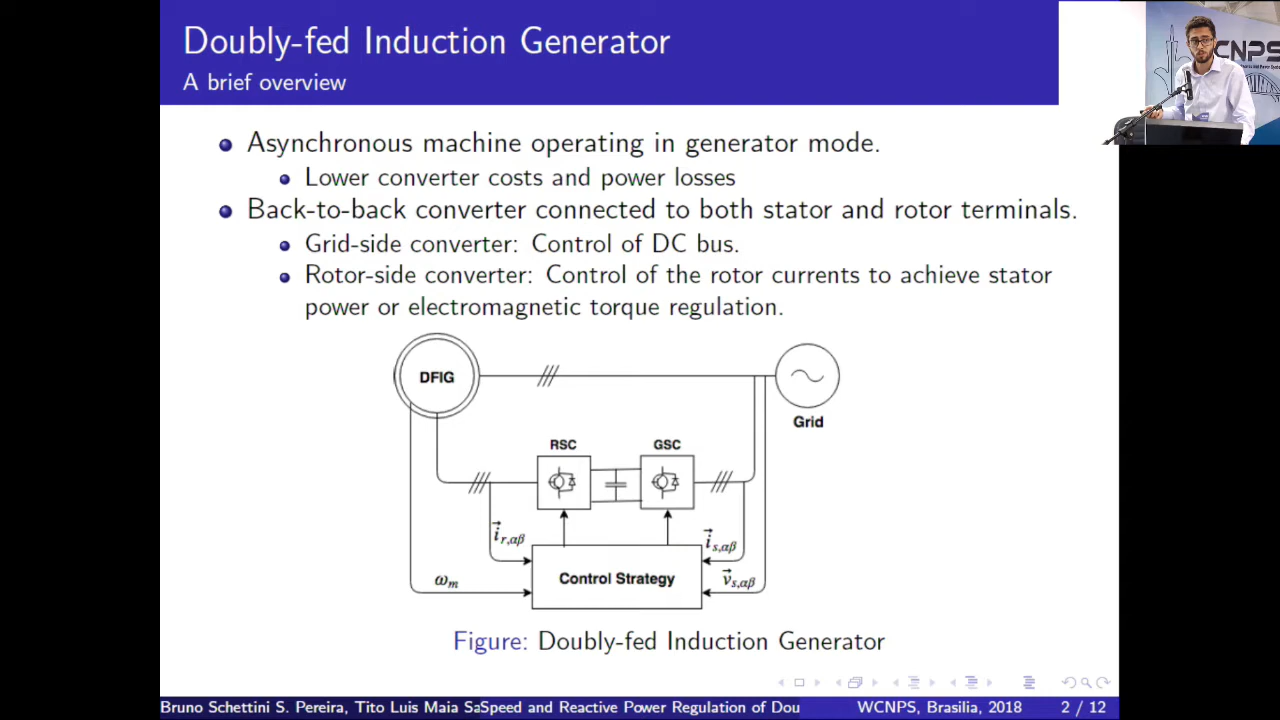 Doubly-fed Induction Generator
A brief overview
CNPS
Asynchronous machine operating in generator mode.
Lower converter costs and power losses
Back-to-back converter connected to both stator and rotor terminals.
Grid-side converter: Control of DC bus.
Rotor-side converter: Control of the rotor currents to achieve stator
power or electromagnetic torque regulation.
DFIG
Grid
RSC GSC
i⃗ r,αβ i⃗ s,αβ
Control Strategy
ωm v⃗ s,αβ
Figure: Doubly-fed Induction Generator
Bruno Schettini S. Pereira, Tito Luis Maia Sa Speed and Reactive Power Regulation of Dou WCNPS, Brasilia, 2018 2 / 12